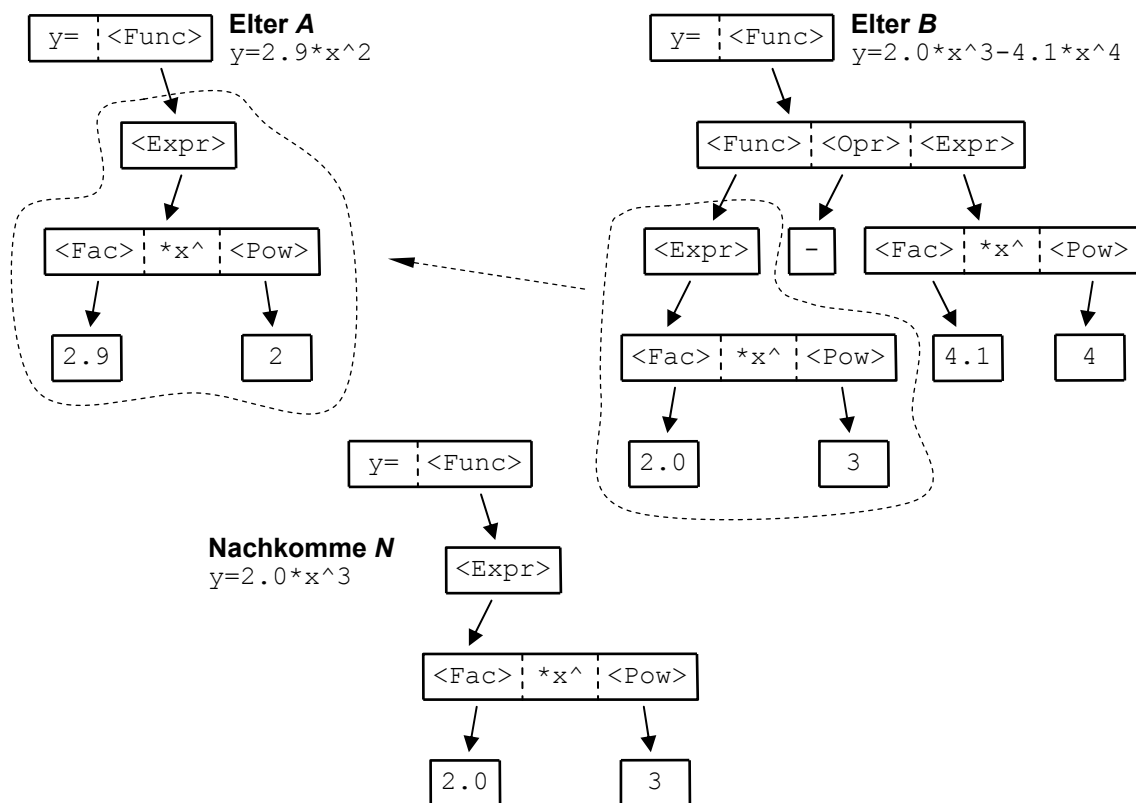 Elter A
y= <Func>
y=2.9*x^2
<Expr>
<Fac> *x^ <Pow>
2.9 2
Elter B
y= <Func>
y=2.0*x^3-4.1*x^4
<Func> <Opr> <Expr>
<Expr> - <Fac> *x^ <Pow>
<Fac> *x^ <Pow> 4.1 4
2.0 3
y= <Func>
Nachkomme N
y=2.0*x^3
<Expr>
<Fac> *x^ <Pow>
2.0 3